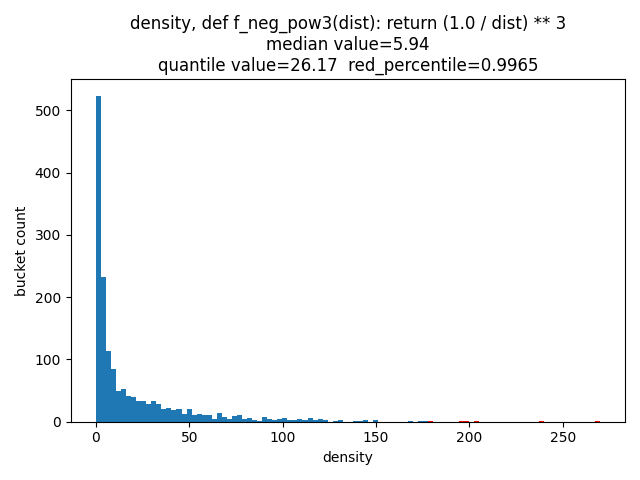 density, def f_neg_pow3(dist): return (1.0 / dist) ** 3
median value=5.94
quantile value=26.17  red_percentile=0.9965
500
400
300
200
100
0
bucket count
0 50 100 150 200 250
density